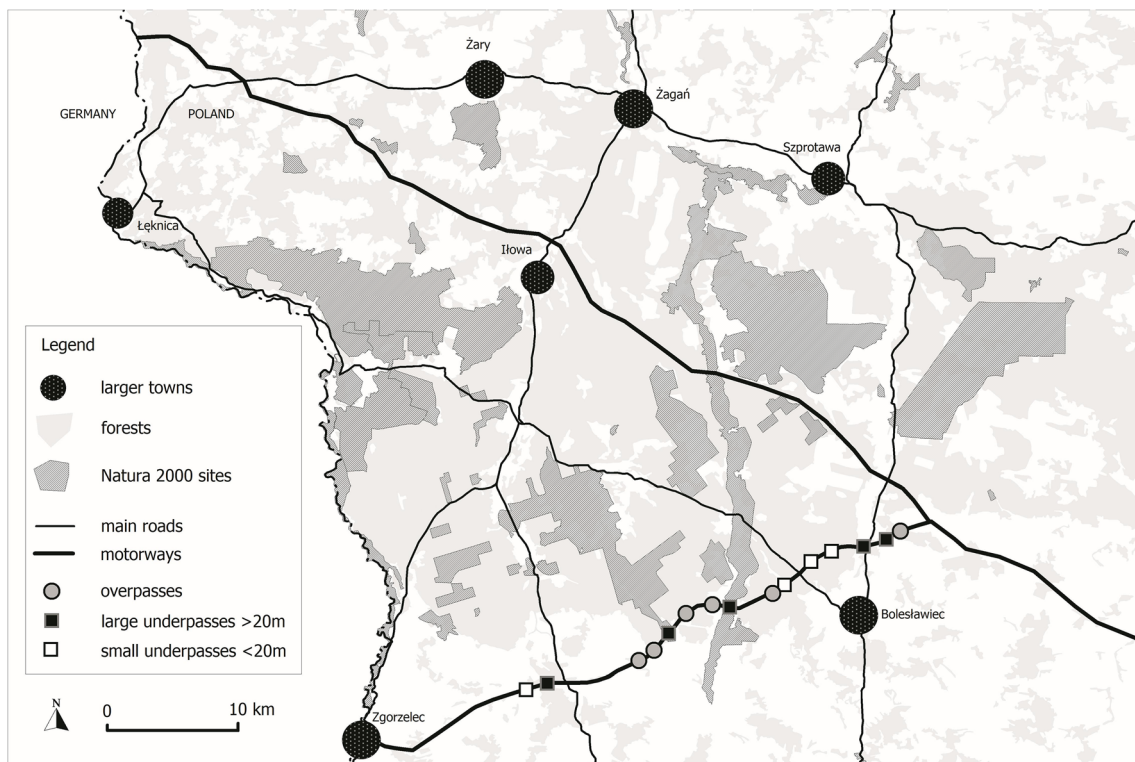 Żary
Żagań
GERMANY
POLAND
Szprotawa
Łęknica
Iłowa
Legend
larger towns
forests
Natura 2000 sites
main roads
motorways
overpasses
large underpasses >20m
small underpasses <20m
Bolesławiec
N
0
10 km
Zgorzelec